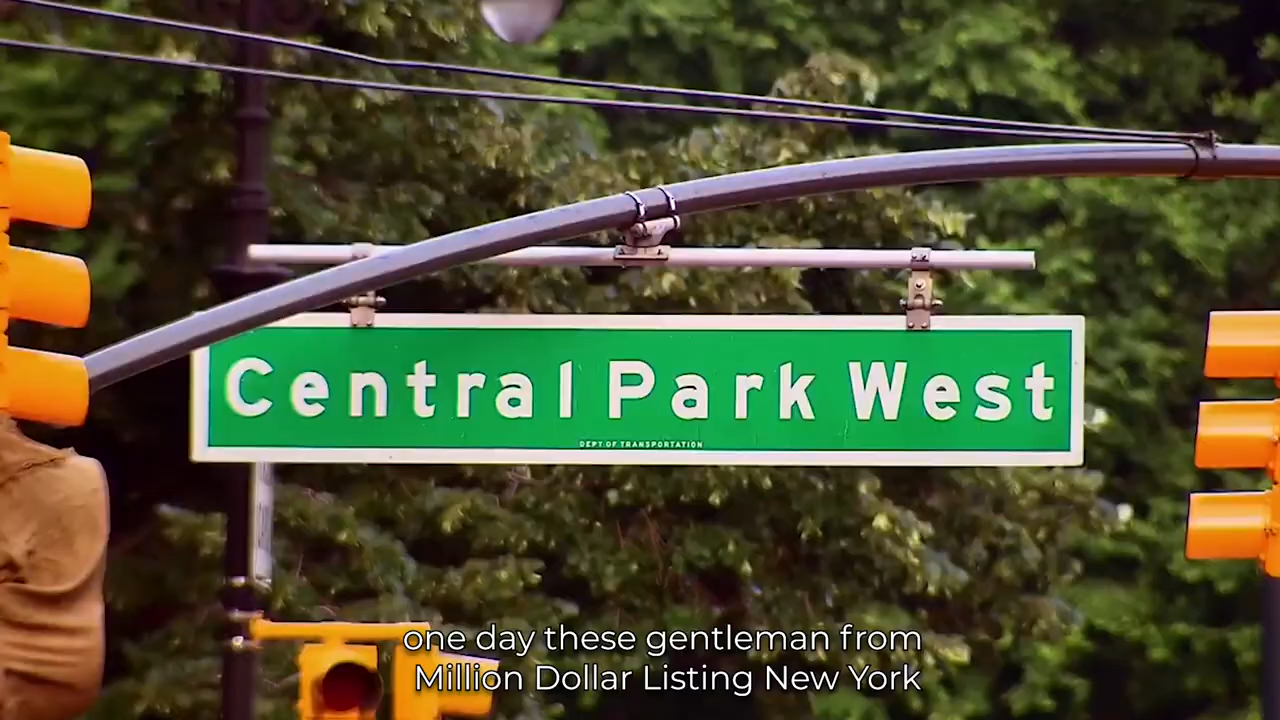 Central Park West
DEPT OF TRANSPORTATION
one day these gentleman from
Million Dollar Listing New York